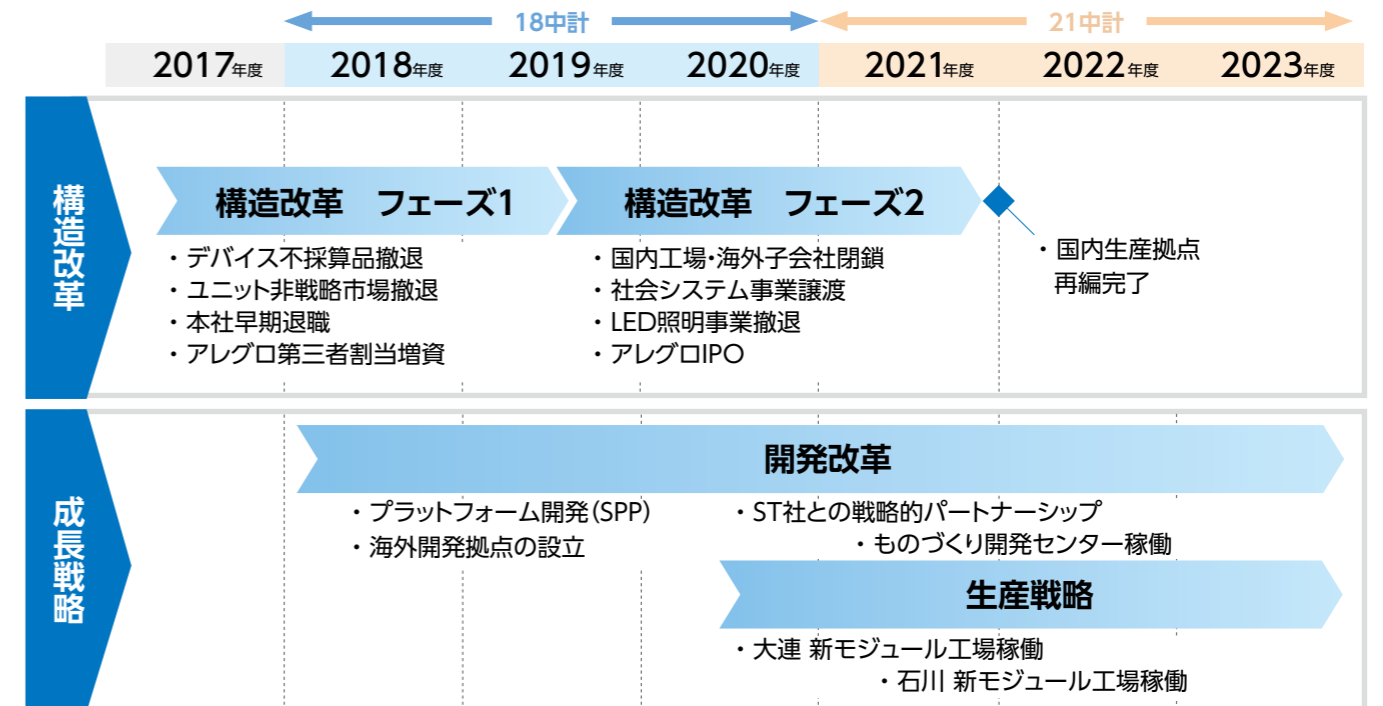 18中計 21中計
2017年度 2018年度 2019年度 2020年度 2021年度 2022年度 2023年度
構造改革
構造改革 フェーズ1
・デバイス不採算品撤退
・ユニット非戦略市場撤退
・本社早期退職
・アレグロ第三者割当増資
構造改革 フェーズ2
・国内工場・海外子会社閉鎖
・社会システム事業譲渡
・LED照明事業撤退
・アレグロIPO
・国内生産拠点
再編完了
成長戦略
開発改革
・プラットフォーム開発(SPP)
・海外開発拠点の設立
・ST社との戦略的パートナーシップ
・ものづくり開発センター稼働
生産戦略
・大連 新モジュール工場稼働
・石川 新モジュール工場稼働